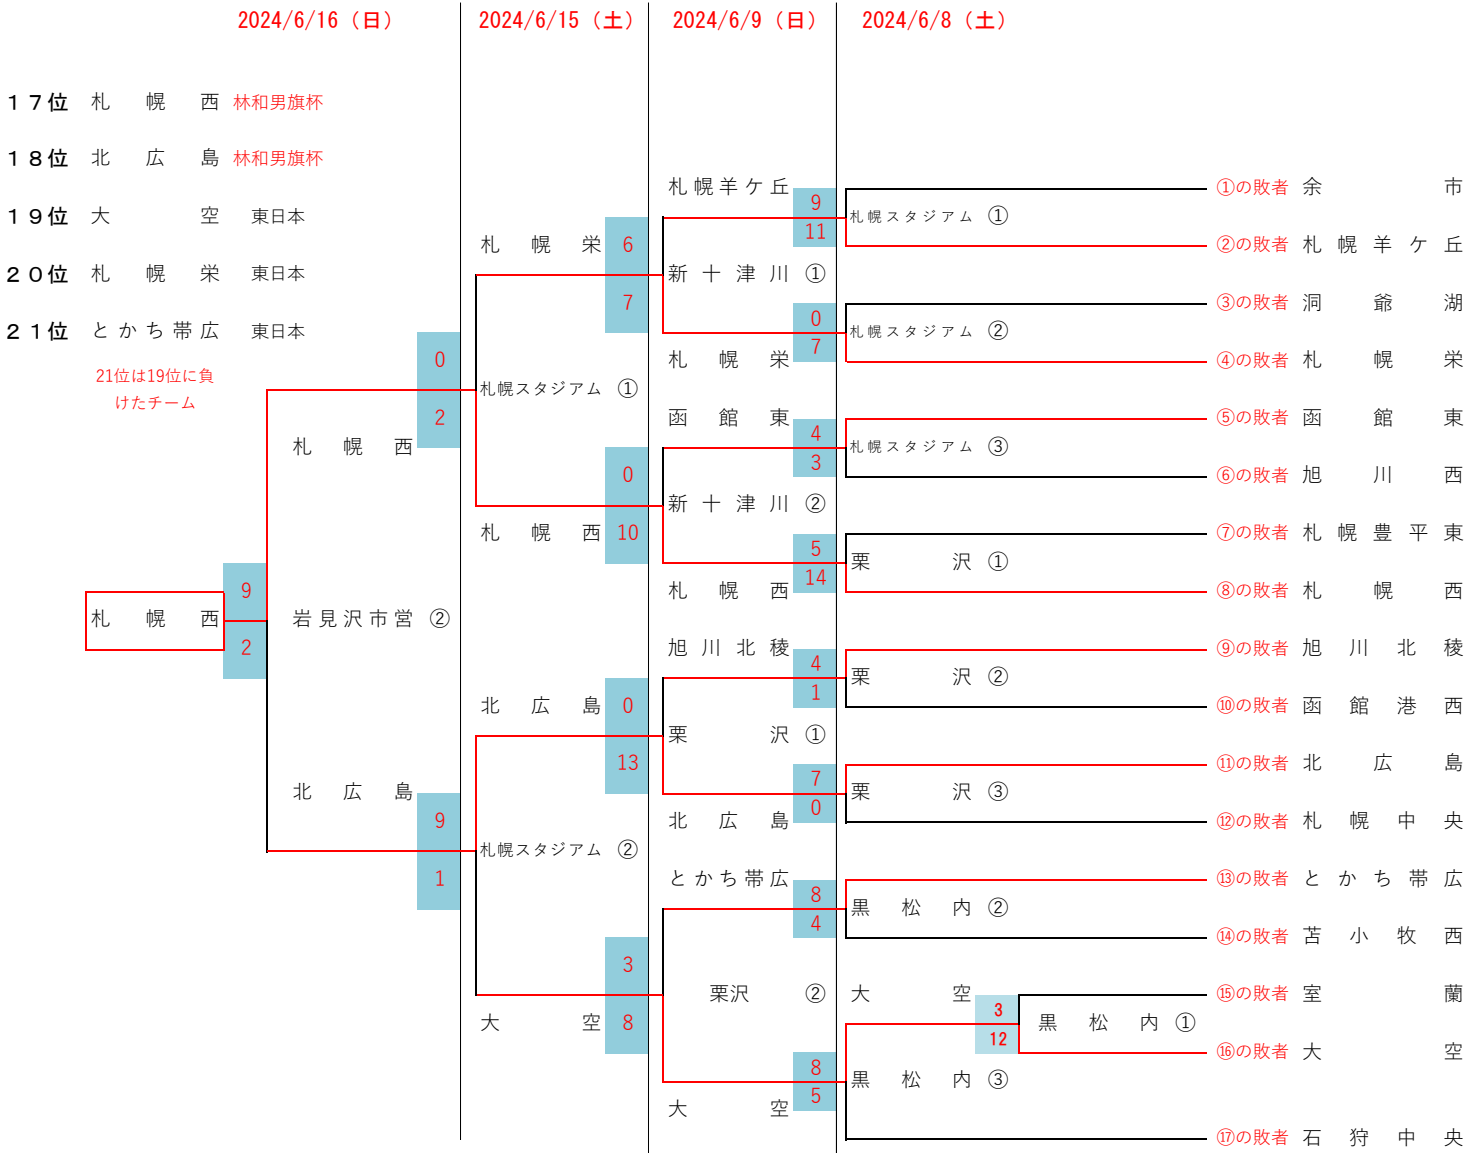 2024/6/16（日） 2024/6/15（土） 2024/6/9（日） 2024/6/8（土）
17位 札幌西 林和男旗杯
18位 北広島 林和男旗杯
19位 大空 東日本
20位 札幌栄 東日本
21位 とかち帯広 東日本
21位は19位に負
けたチーム
札幌西
9
2
0
2
札幌西
岩見沢市営 ②
北広島
9
1
札幌栄
6
7
札幌スタジアム ①
0
10
札幌西
北広島
0
13
札幌スタジアム ②
3
8
大空
札幌羊ケ丘
9
11
新十津川 ①
0
7
札幌栄
函館東
4
3
新十津川 ②
5
14
札幌西
旭川北稜
4
1
栗沢 ①
7
0
北広島
とかち帯広
8
4
栗沢 ②
8
5
大空
札幌スタジアム ①
札幌スタジアム ②
札幌スタジアム ③
栗沢 ①
栗沢 ②
栗沢 ③
黒松内 ②
大空
3
12
黒松内 ①
黒松内 ③
①の敗者 余市
②の敗者 札幌羊ケ丘
③の敗者 洞爺湖
④の敗者 札幌栄
⑤の敗者 函館東
⑥の敗者 旭川西
⑦の敗者 札幌豊平東
⑧の敗者 札幌西
⑨の敗者 旭川北稜
⑩の敗者 函館港西
⑪の敗者 北広島
⑫の敗者 札幌中央
⑬の敗者 とかち帯広
⑭の敗者 苫小牧西
⑮の敗者 室蘭
⑯の敗者 大空
⑰の敗者 石狩中央